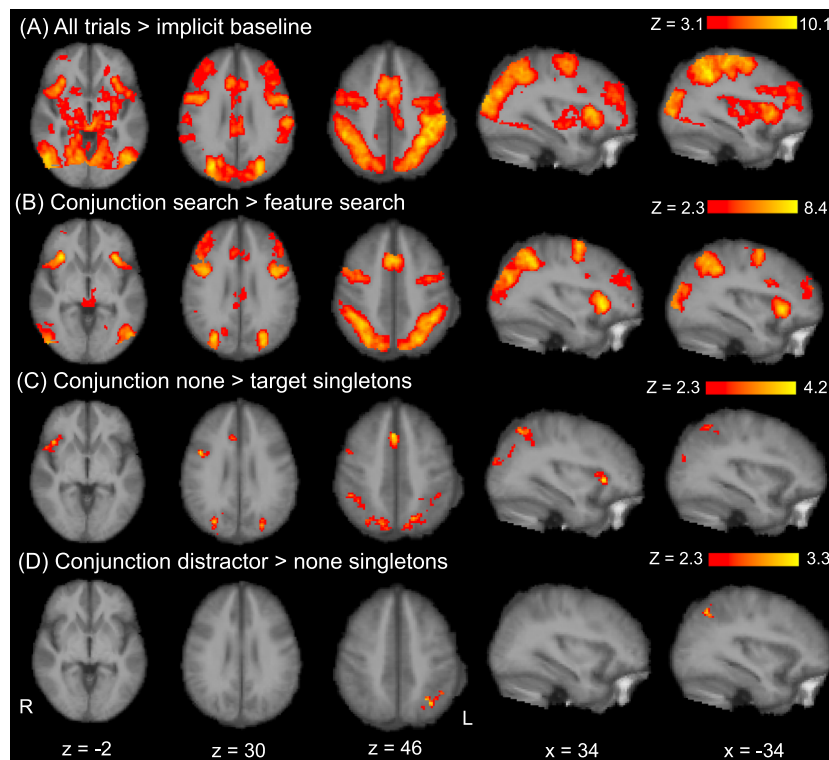 (A) All trials > implicit baseline
Z = 3.1 10.1
(B) Conjunction search > feature search
Z = 2.3 8.4
(C) Conjunction none > target singletons
Z = 2.3 4.2
(D) Conjunction distractor > none singletons
Z = 2.3 3.3
R L
z = -2 z = 30 z = 46 x = 34 x = -34